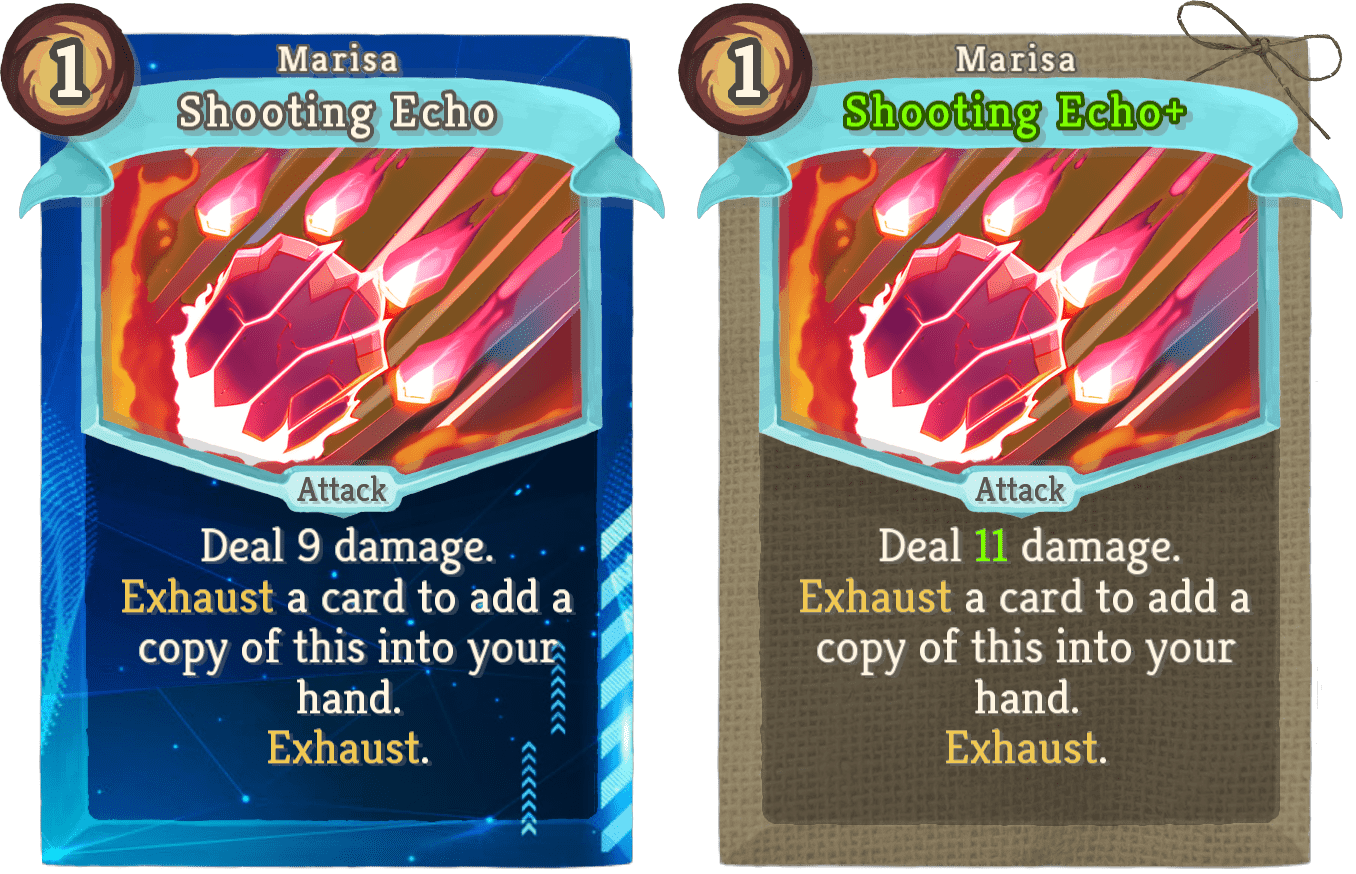 1
Marisa
Shooting Echo
Attack
Deal 9 damage.
Exhaust a card to add a
copy of this into your
hand.
Exhaust.
1
Marisa
Shooting Echo+
Attack
Deal 11 damage.
Exhaust a card to add a
copy of this into your
hand.
Exhaust.